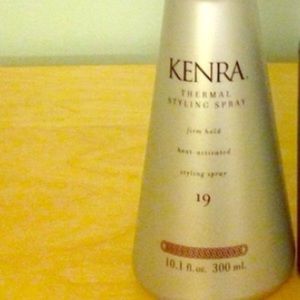 KENRA.
THERMAL
STYLING SPRAY
firm hold
heat-activated
styling spray
19
10.1 fl. oz. 300 ml.